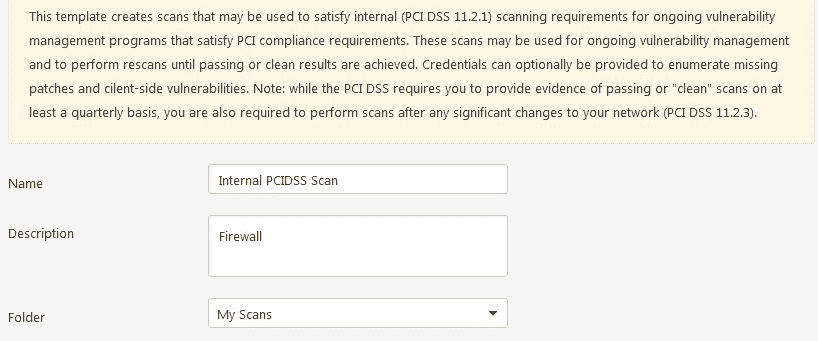 This template creates scans that may be used to satisfy internal (PCI DSS 11.2.1) scanning requirements for ongoing vulnerability
management programs that satisfy PCI compliance requirements. These scans may be used for ongoing vulnerability management
and to perform rescans until passing or clean results are achieved. Credentials can optionally be provided to enumerate missing
patches and cilent-side vulnerabilities. Note: while the PCI DSS requires you to provide evidence of passing or "clean" scans on at
least a quarterly basis, you are also required to perform scans after any significant changes to your network (PCI DSS 11.2.3).
Name
Internal PCIDSS Scan
Description
Firewall
Folder
My Scans